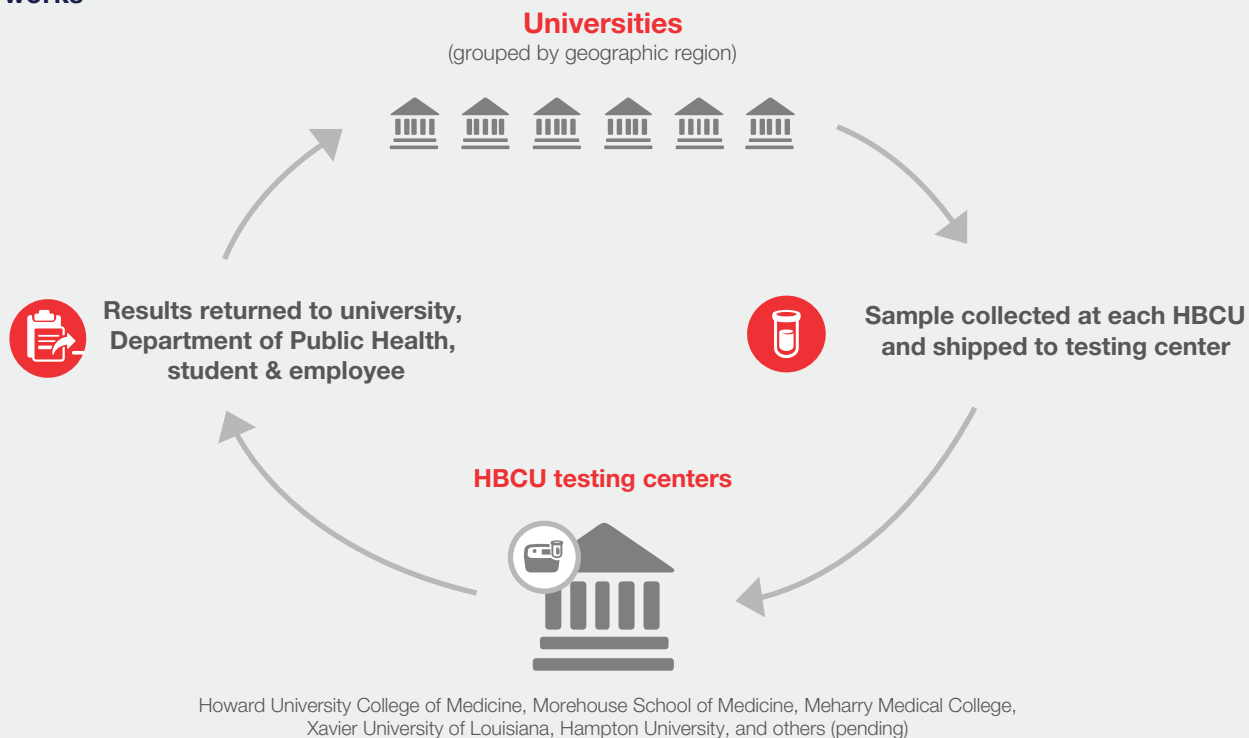 works
Universities
(grouped by geographic region)
Results returned to university,
Department of Public Health,
student & employee
Sample collected at each HBCU
and shipped to testing center
HBCU testing centers
Howard University College of Medicine, Morehouse School of Medicine, Meharry Medical College,
Xavier University of Louisiana, Hampton University, and others (pending)